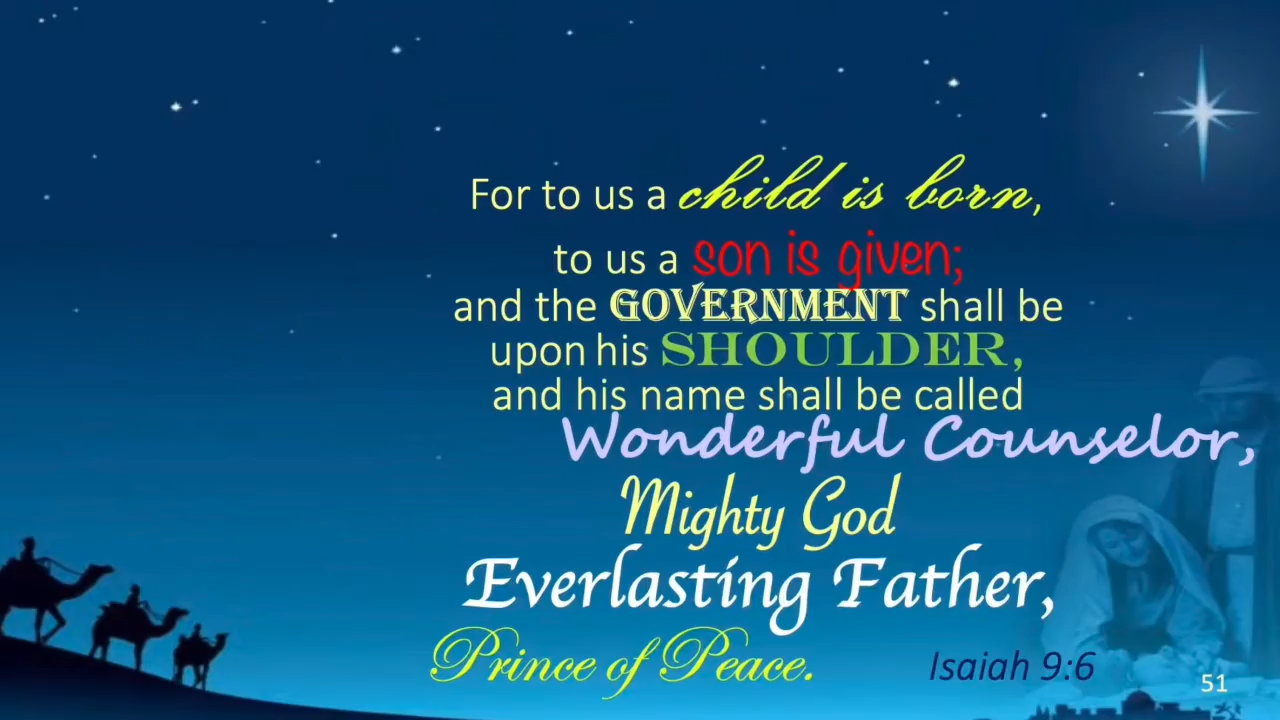 For to us a child is born,
to us a son is given;
and the GOVERNMENT shall be
upon his SHOULDER,
and his name shall be called
Wonderful Counselor,
Mighty God
Everlasting Father,
Prince of Peace.
Isaiah 9:6
51